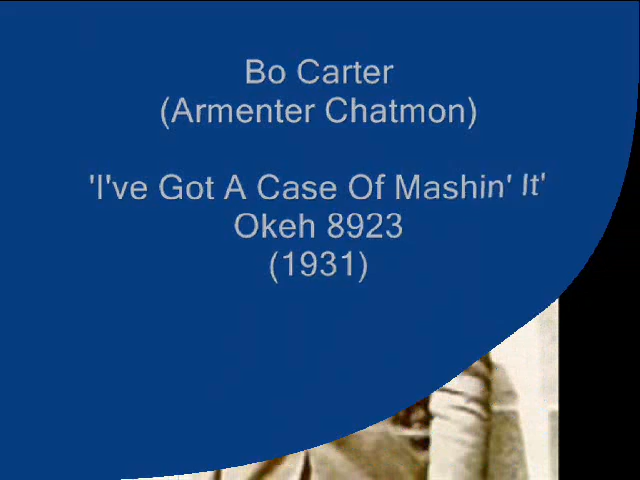 Bo Carter
(Armenter Chatmon)
'I've Got A Case Of Mashin' It'
Okeh 8923
(1931)